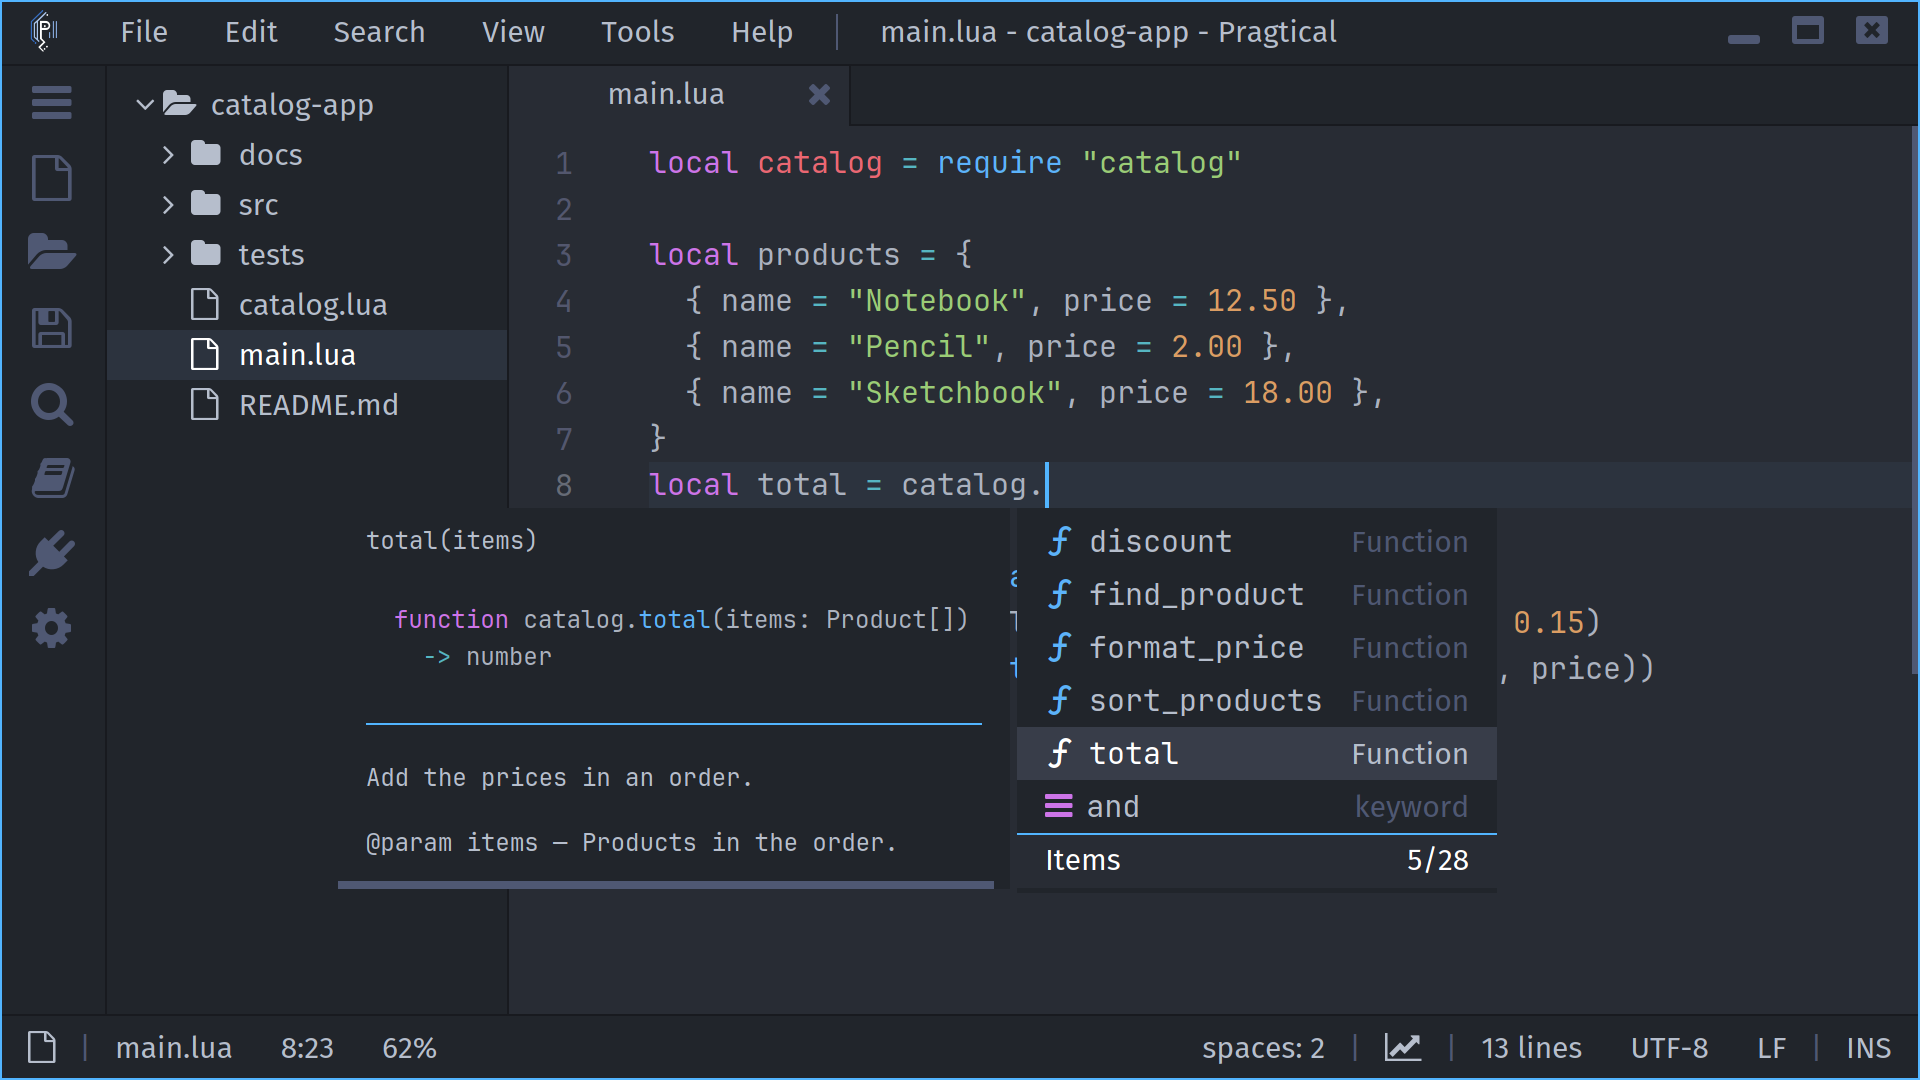 File Edit Search View Tools Help main.lua - catalog-app - Pragtical
catalog-app
docs
src
tests
catalog.lua
main.lua
README.md
main.lua
1 local catalog = require "catalog"
2
3 local products = {
4 { name = "Notebook", price = 12.50 },
5 { name = "Pencil", price = 2.00 },
6 { name = "Sketchbook", price = 18.00 },
7 }
8 local total = catalog.
total(items)
function catalog.total(items: Product[])
-> number
Add the prices in an order.
@param items — Products in the order.
discount Function
find_product Function
format_price Function
sort_products Function
total Function
and keyword
Items 5/28
0.15)
, price))
main.lua 8:23 62% spaces: 2 13 lines UTF-8 LF INS